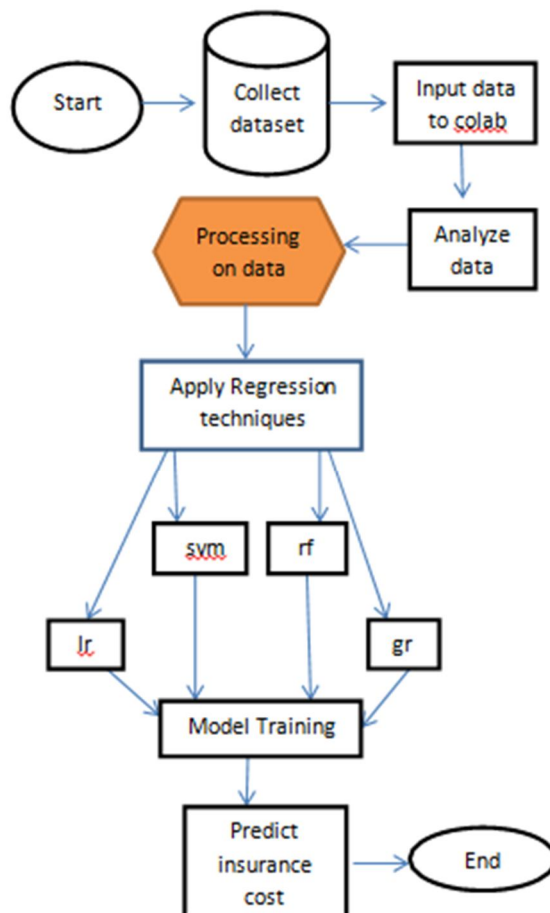 Start
Collect
dataset
Input data
to colab
Analyze
data
Processing
on data
Apply Regression
techniques
svm
rf
lr
gr
Model Training
Predict
insurance
cost
End